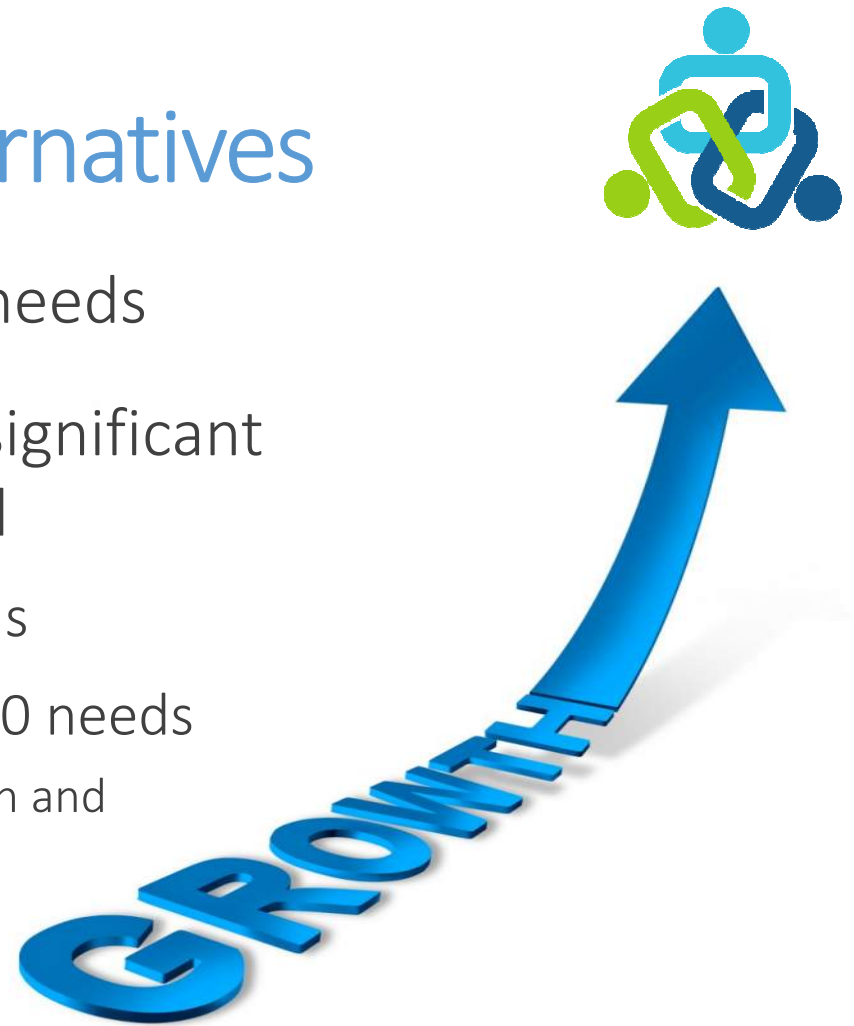 rnatives
needs
significant
l
s
0 needs
n and
GROWTH